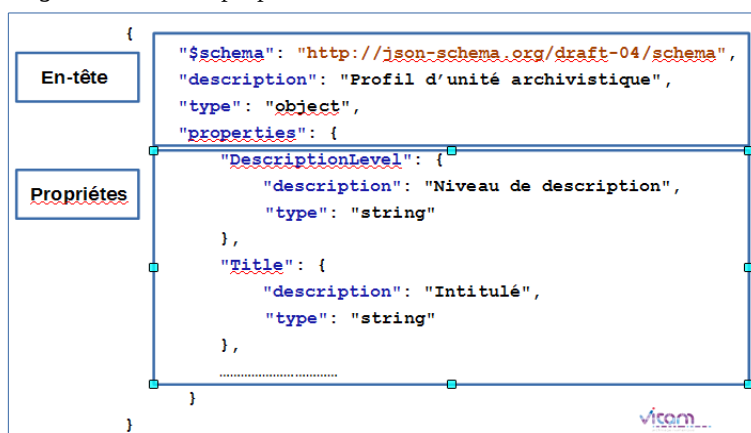 {
"$schema": "http://json-schema.org/draft-04/schema",
En-tête
"description": "Profil d’unité archivistique",
"type": "object",
"properties": {
"DescriptionLevel": {
Propriétes
"description": "Niveau de description",
"type": "string"
},
"Title": {
"description": "Intitulé",
"type": "string"
},
................................
}
vitam
}